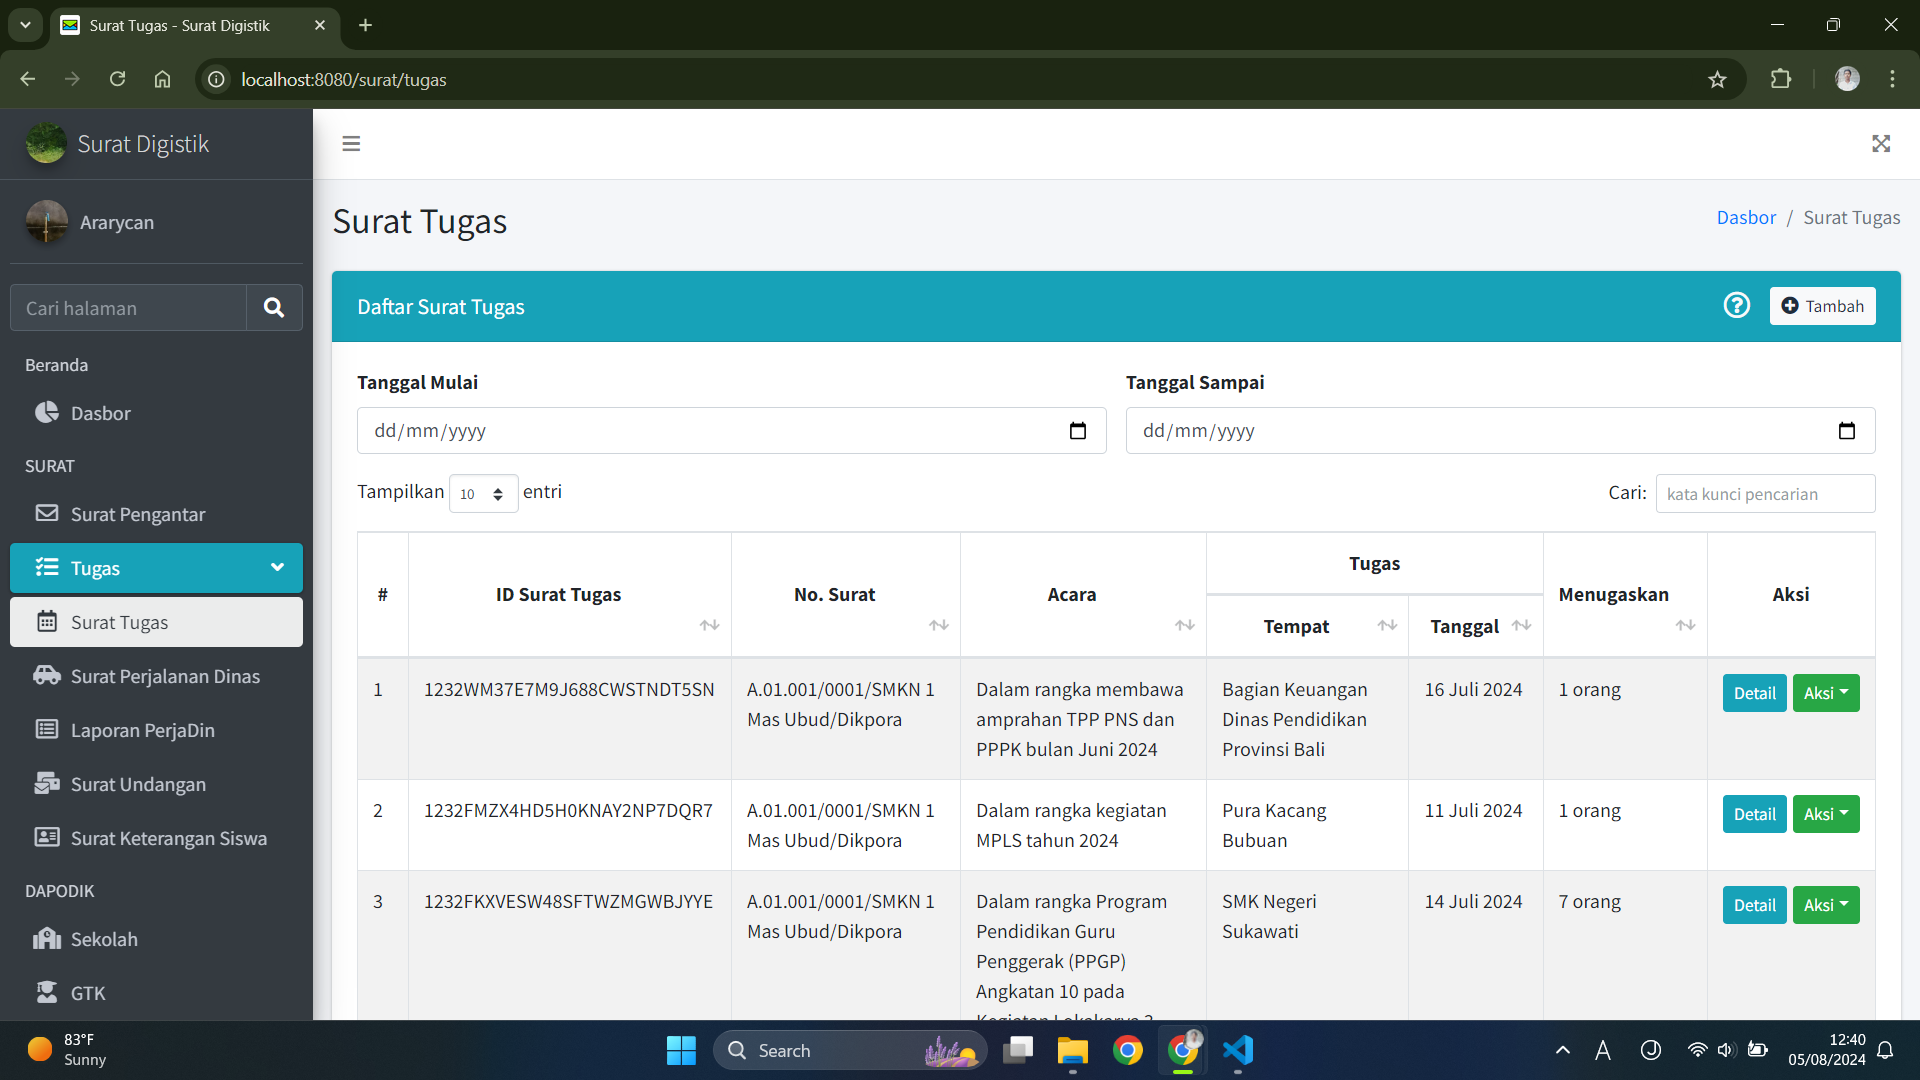 Surat Tugas - Surat Digistik
localhost:8080/surat/tugas
Surat Digistik
Ararycan
Cari halaman
Beranda
Dasbor
SURAT
Surat Pengantar
Tugas
Surat Tugas
Surat Perjalanan Dinas
Laporan PerjaDin
Surat Undangan
Surat Keterangan Siswa
DAPODIK
Sekolah
GTK
Surat Tugas
Dasbor / Surat Tugas
Daftar Surat Tugas
Tambah
Tanggal Mulai
Tanggal Sampai
dd/mm/yyyy
dd/mm/yyyy
Tampilkan 10 entri
Cari: kata kunci pencarian
# ID Surat Tugas No. Surat Acara Tugas Menugaskan Aksi
Tempat Tanggal
1 1232WM37E7M9J688CWSTNDT5SN A.01.001/0001/SMKN 1 Dalam rangka membawa Bagian Keuangan 16 Juli 2024 1 orang Detail Aksi
Mas Ubud/Dikpora amprahan TPP PNS dan Dinas Pendidikan
PPPK bulan Juni 2024 Provinsi Bali
2 1232FMZX4HD5H0KNAY2NP7DQR7 A.01.001/0001/SMKN 1 Dalam rangka kegiatan Pura Kacang 11 Juli 2024 1 orang Detail Aksi
Mas Ubud/Dikpora MPLS tahun 2024 Bubuan
3 1232FKXVESW48SFTWZMGWBJYYE A.01.001/0001/SMKN 1 Dalam rangka Program SMK Negeri 14 Juli 2024 7 orang Detail Aksi
Mas Ubud/Dikpora Pendidikan Guru Sukawati
Penggerak (PPGP)
Angkatan 10 pada
Kegiatan Lokakarya
83°F
Sunny
Search
A
12:40
05/08/2024